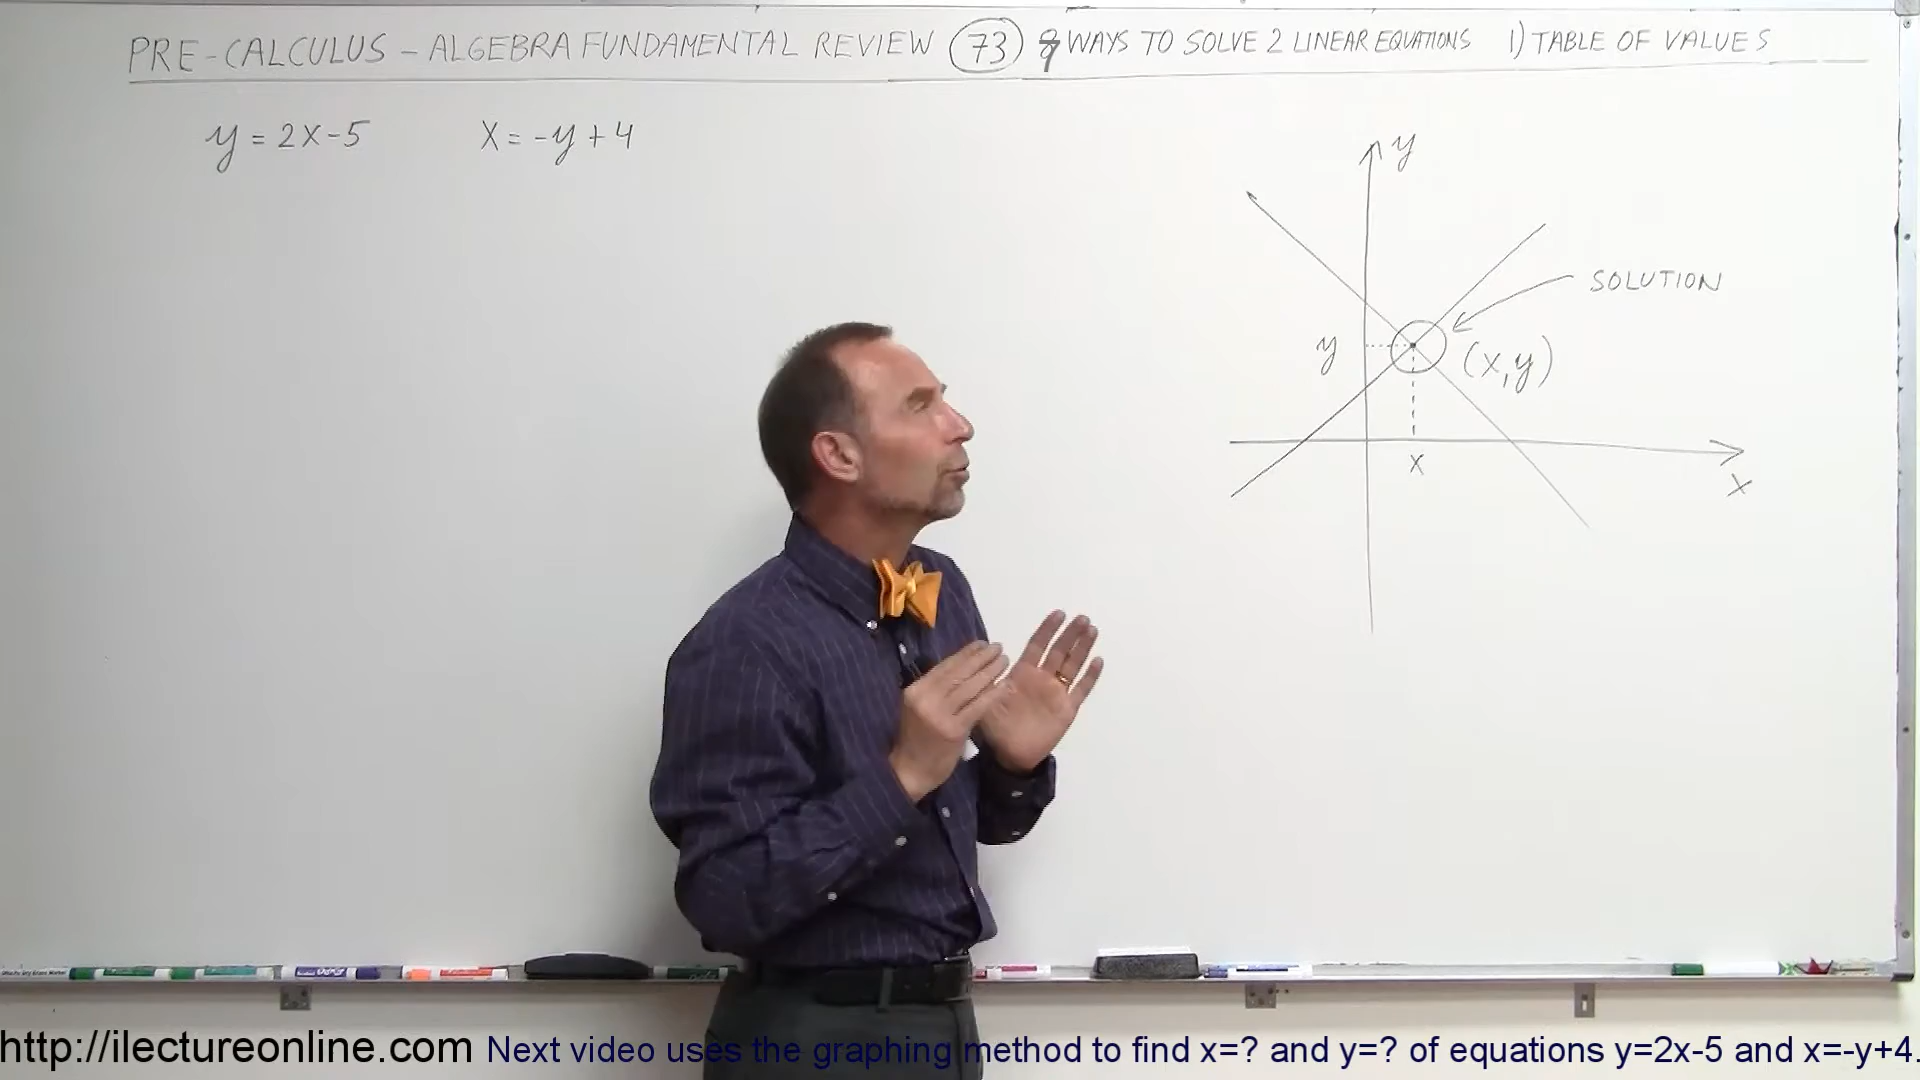 PRE-CALCULUS - ALGEBRA FUNDAMENTAL REVIEW 73 9 WAYS TO SOLVE 2 LINEAR EQUATIONS 1) TABLE OF VALUES
y = 2x-5 x = -y + 4
y
SOLUTION
y (x,y)
x
x
http://ilectureonline.com Next video uses the graphing method to find x=? and y=? of equations y=2x-5 and x=-y+4.